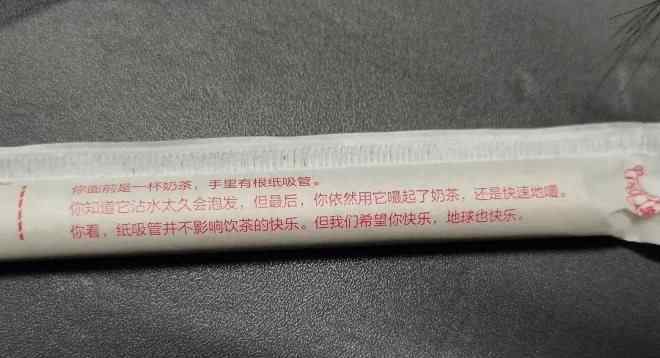 你面前是一杯奶茶，手里有根纸吸管。
你知道它沾水太久会泡发，但最后，你依然用它嘬起了奶茶，还是快速地嘬。
你看，纸吸管并不影响饮茶的快乐。但我们希望你快乐，地球也快乐。